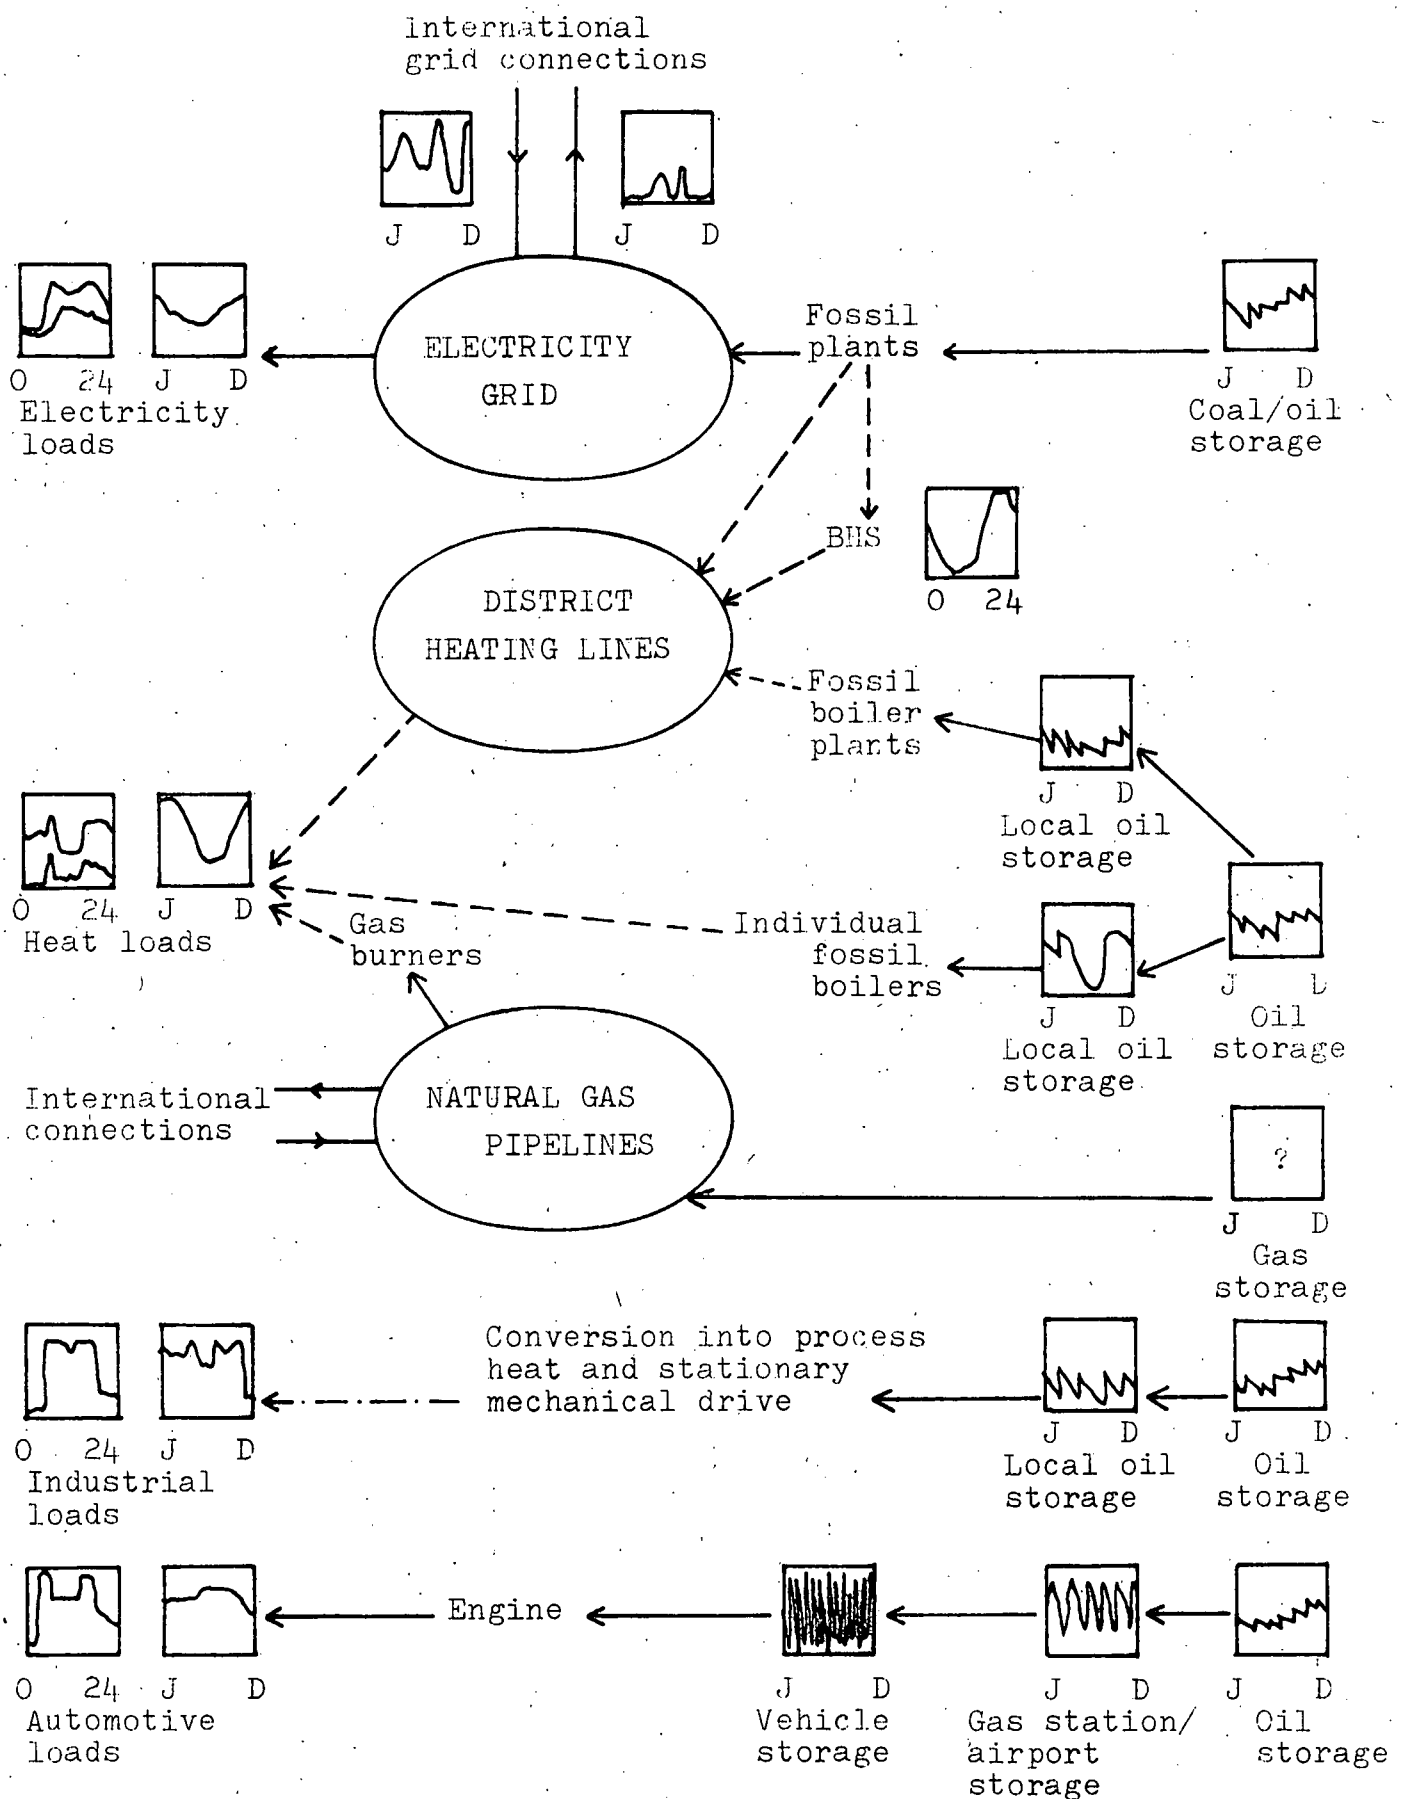 International
grid connections
J D
J D
ELECTRICITY
GRID
Fossil
plants
0 24
J D
Electricity
loads
J D
Coal/oil
storage
BHS
0 24
DISTRICT
HEATING LINES
Fossil
boiler
plants
J D
Local oil
storage
0 24
J D
Heat loads
Gas
burners
Individual
fossil
boilers
J D
Local oil
storage
J D
Oil
storage
International
connections
NATURAL GAS
PIPELINES
?
J D
Gas
storage
Conversion into process
heat and stationary
mechanical drive
0 24
J D
Industrial
loads
J D
Local oil
storage
J D
Oil
storage
Engine
0 24
J D
Automotive
loads
J D
Vehicle
storage
J D
Gas station/
airport
storage
J D
Oil
storage